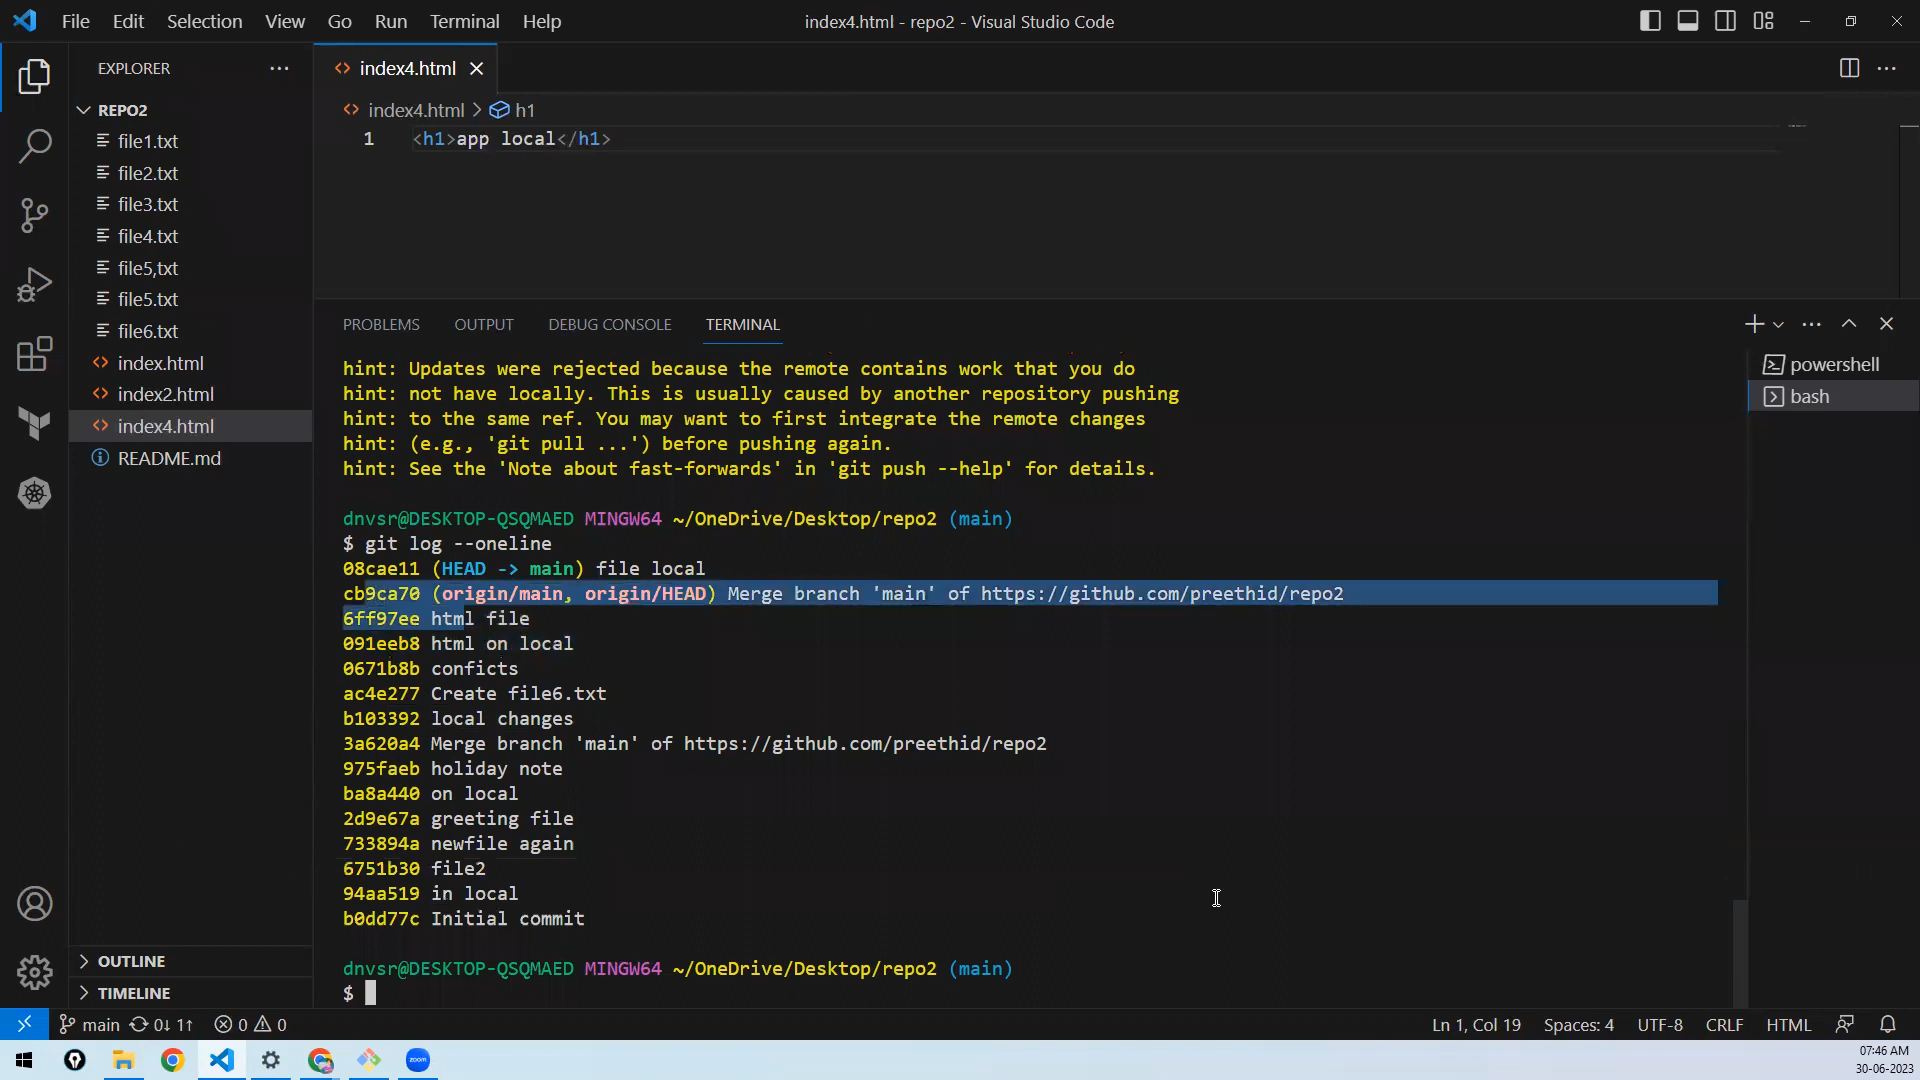 File Edit Selection View Go Run Terminal Help
index4.html - repo2 - Visual Studio Code
EXPLORER
REPO2
file1.txt
file2.txt
file3.txt
file4.txt
file5,txt
file5.txt
file6.txt
index.html
index2.html
index4.html
README.md
OUTLINE
TIMELINE
index4.html
index4.html > h1
1 <h1>app local</h1>
PROBLEMS OUTPUT DEBUG CONSOLE TERMINAL
powershell
bash
hint: Updates were rejected because the remote contains work that you do
hint: not have locally. This is usually caused by another repository pushing
hint: to the same ref. You may want to first integrate the remote changes
hint: (e.g., 'git pull ...') before pushing again.
hint: See the 'Note about fast-forwards' in 'git push --help' for details.
dnvsr@DESKTOP-QSQMAED MINGW64 ~/OneDrive/Desktop/repo2 (main)
$ git log --oneline
08cae11 (HEAD -> main) file local
cb9ca70 (origin/main, origin/HEAD) Merge branch 'main' of https://github.com/preethid/repo2
6ff97ee html file
091eeb8 html on local
0671b8b conficts
ac4e277 Create file6.txt
b103392 local changes
3a620a4 Merge branch 'main' of https://github.com/preethid/repo2
975faeb holiday note
ba8a440 on local
2d9e67a greeting file
733894a newfile again
6751b30 file2
94aa519 in local
b0dd77c Initial commit
dnvsr@DESKTOP-QSQMAED MINGW64 ~/OneDrive/Desktop/repo2 (main)
$
main 0↓ 1↑ 0 0
Ln 1, Col 19 Spaces: 4 UTF-8 CRLF HTML
zoom
07:46 AM
30-06-2023